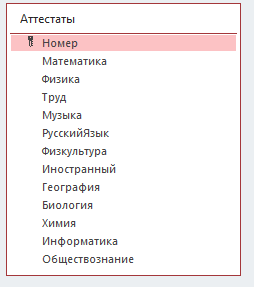 Аттестаты
Номер
Математика
Физика
Труд
Музыка
РусскийЯзык
Физкультура
Иностранный
География
Биология
Химия
Информатика
Обществознание